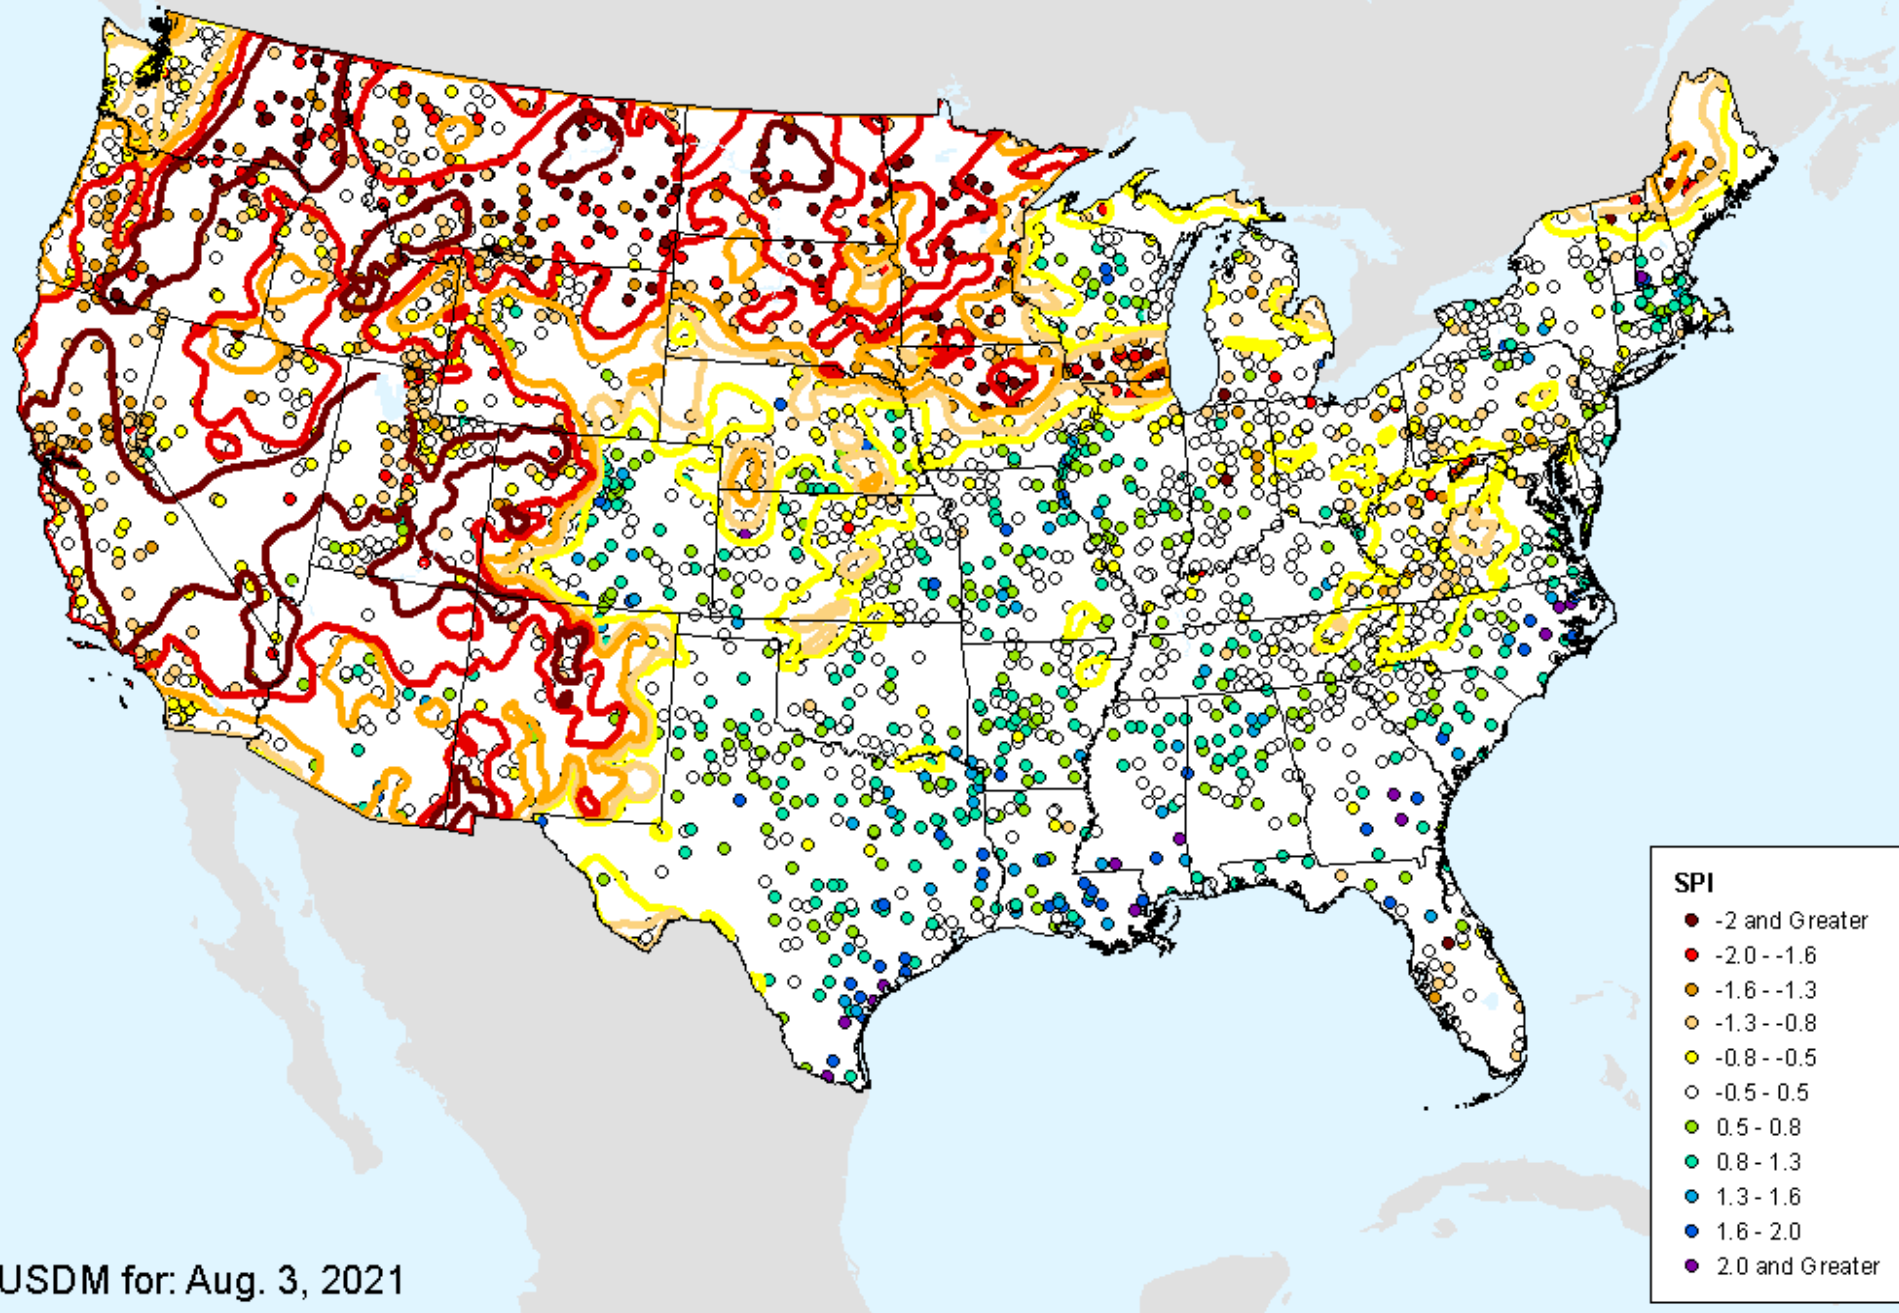 SPI
-2 and Greater
-2.0 - -1.6
-1.6 - -1.3
-1.3 - -0.8
-0.8 - -0.5
-0.5 - 0.5
0.5 - 0.8
0.8 - 1.3
1.3 - 1.6
1.6 - 2.0
2.0 and Greater
USDM for: Aug. 3, 2021